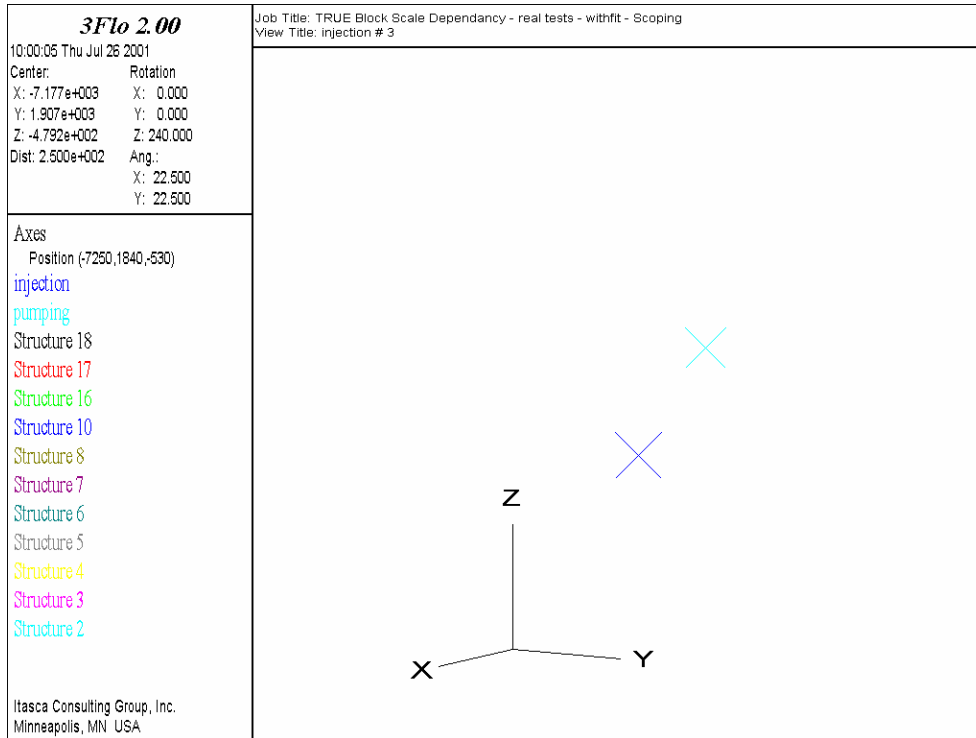 3Flo 2.00
10:00:05 Thu Jul 26 2001
Center: Rotation
X: -7.177e+003 X: 0.000
Y: 1.907e+003 Y: 0.000
Z: -4.792e+002 Z: 240.000
Dist: 2.500e+002 Ang.:
X: 22.500
Y: 22.500
Axes
Position (-7250,1840,-530)
injection
pumping
Structure 18
Structure 17
Structure 16
Structure 10
Structure 8
Structure 7
Structure 6
Structure 5
Structure 4
Structure 3
Structure 2
Itasca Consulting Group, Inc.
Minneapolis, MN USA
Job Title: TRUE Block Scale Dependancy - real tests - withfit - Scoping
View Title: injection # 3
Z
X
Y